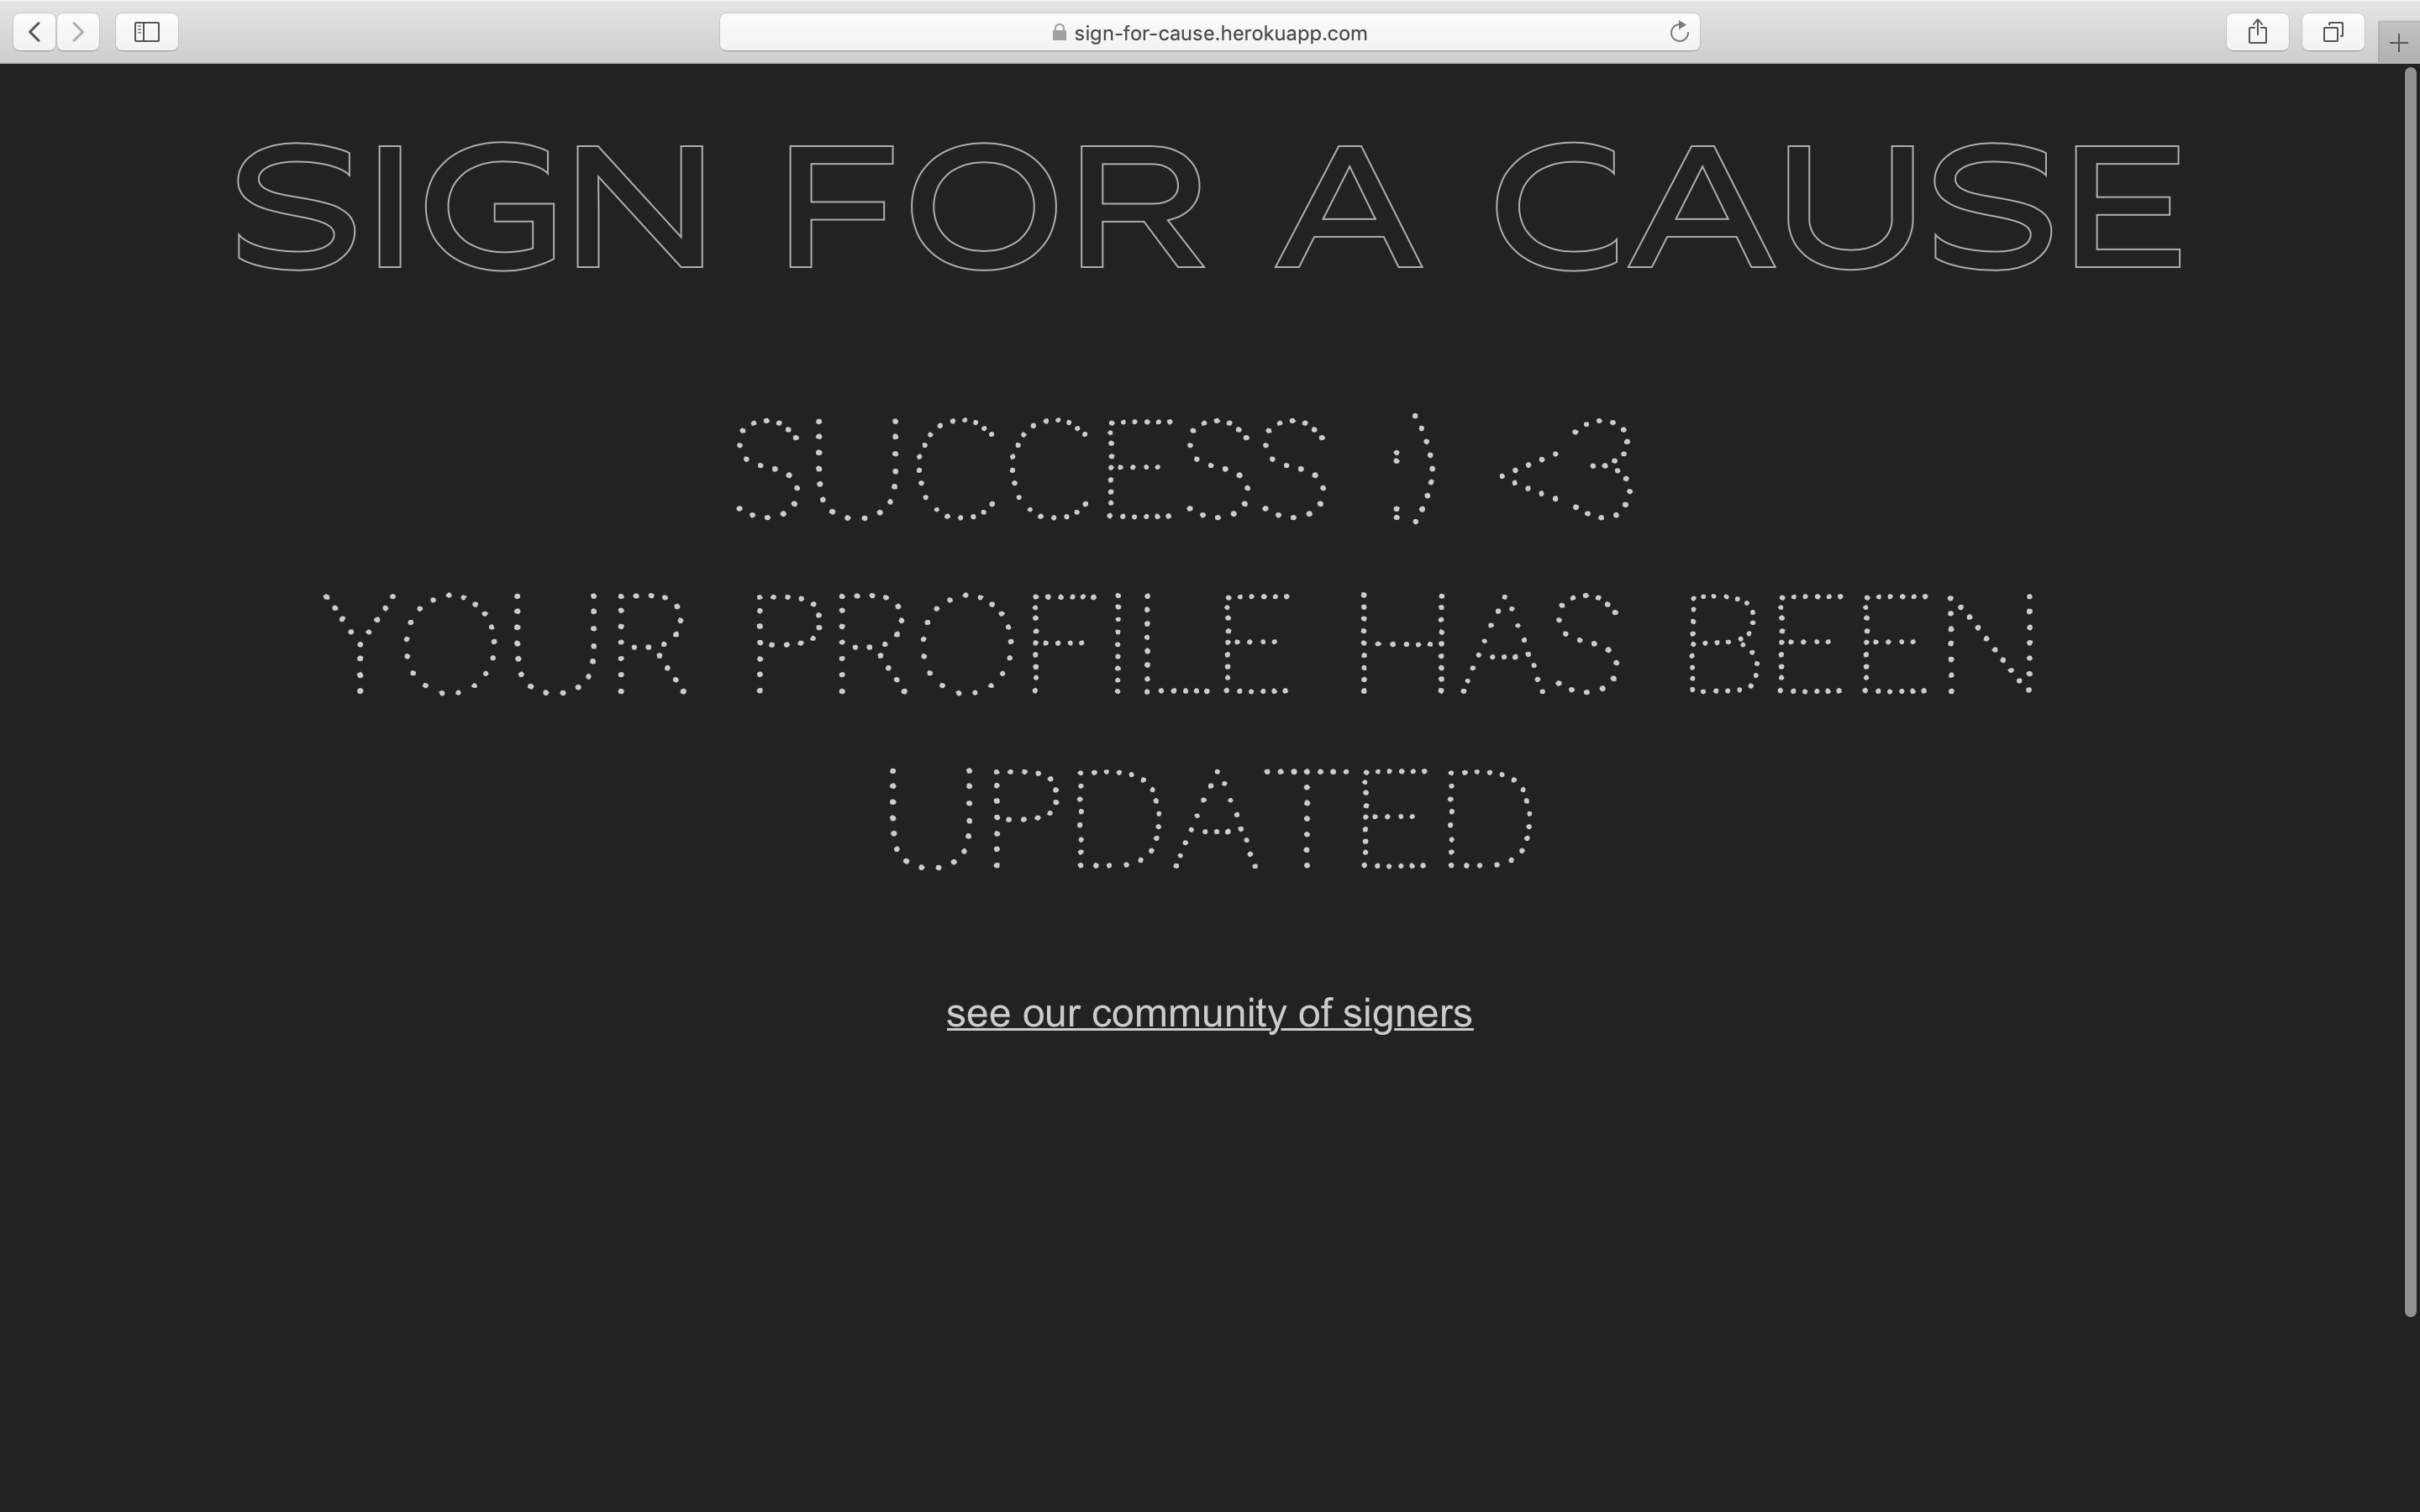 sign-for-cause.herokuapp.com
SIGN FOR A CAUSE
SUCCESS :) <3
YOUR PROFILE HAS BEEN
UPDATED
see our community of signers